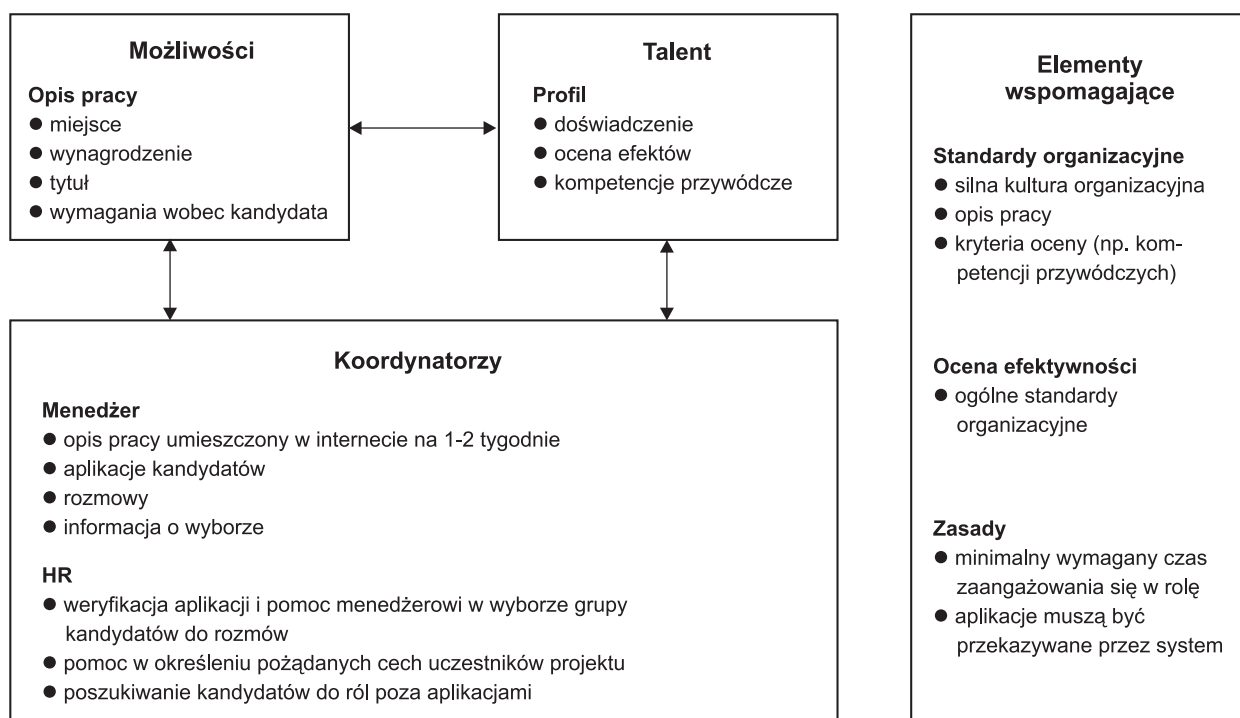 Możliwości
Opis pracy
● miejsce
● wynagrodzenie
● tytuł
● wymagania wobec kandydata
Talent
Profil
● doświadczenie
● ocena efektów
● kompetencje przywódcze
Koordynatorzy
Menedżer
● opis pracy umieszczony w internecie na 1-2 tygodnie
● aplikacje kandydatów
● rozmowy
● informacja o wyborze
HR
● weryfikacja aplikacji i pomoc menedżerowi w wyborze grupy
kandydatów do rozmów
● pomoc w określeniu pożądanych cech uczestników projektu
● poszukiwanie kandydatów do ról poza aplikacjami
Elementy
wspomagające
Standardy organizacyjne
● silna kultura organizacyjna
● opis pracy
● kryteria oceny (np. kom-
petencji przywódczych)
Ocena efektywności
● ogólne standardy
organizacyjne
Zasady
● minimalny wymagany czas
zaangażowania się w rolę
● aplikacje muszą być
przekazywane przez system